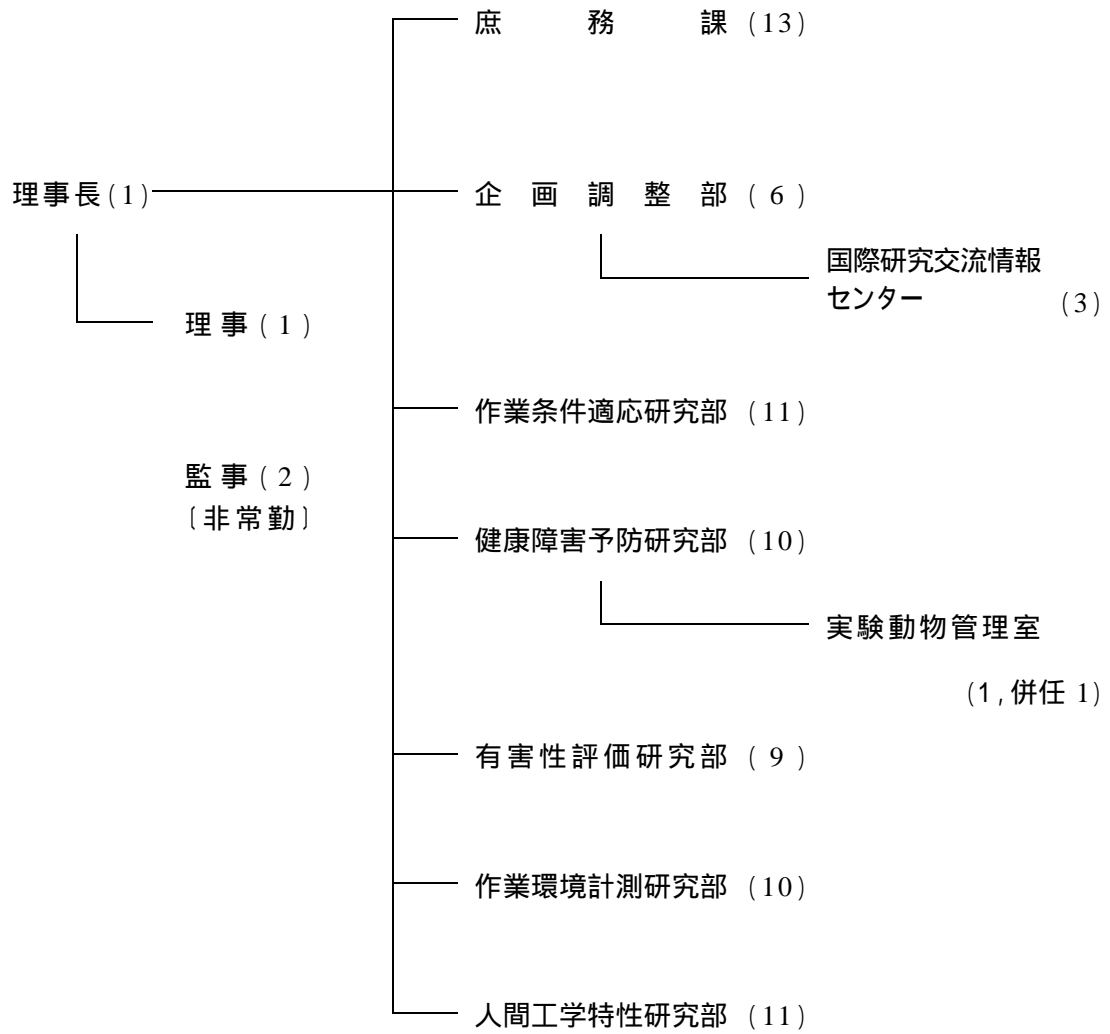 庶務課 (13)
理事長(1)
企画調整部 (6)
国際研究交流情報
センター (3)
理事(1)
作業条件適応研究部 (11)
監事(2)
〔非常勤〕
健康障害予防研究部 (10)
実験動物管理室
(1,併任 1)
有害性評価研究部 (9)
作業環境計測研究部 (10)
人間工学特性研究部 (11)